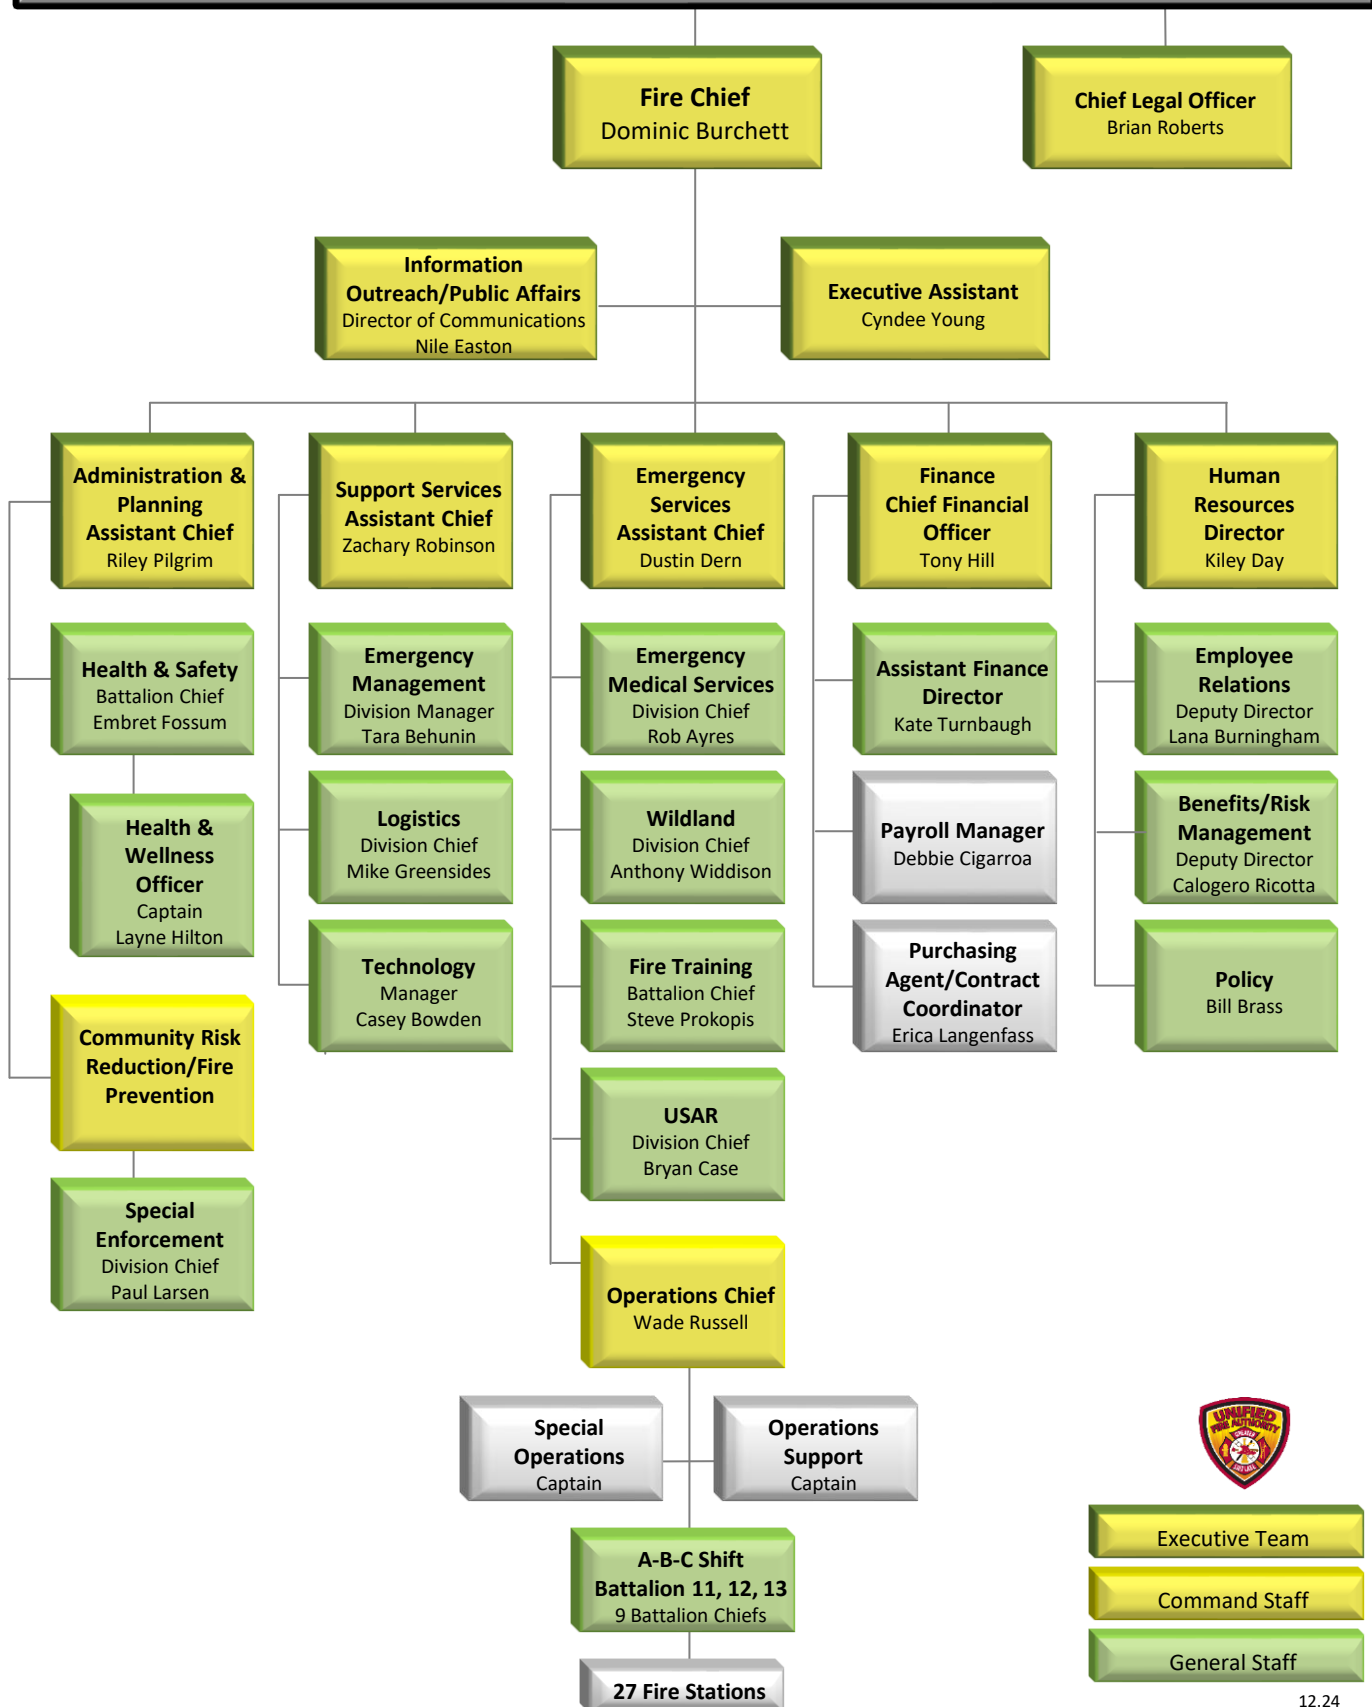 Fire Chief
Dominic Burchett
Chief Legal Officer
Brian Roberts
Information
Outreach/Public Affairs
Director of Communications
Nile Easton
Executive Assistant
Cyndee Young
Administration &
Planning
Assistant Chief
Riley Pilgrim
Support Services
Assistant Chief
Zachary Robinson
Emergency
Services
Assistant Chief
Dustin Dern
Finance
Chief Financial
Officer
Tony Hill
Human
Resources
Director
Kiley Day
Health & Safety
Battalion Chief
Embret Fossum
Emergency
Management
Division Manager
Tara Behunin
Emergency
Medical Services
Division Chief
Rob Ayres
Assistant Finance
Director
Kate Turnbaugh
Employee
Relations
Deputy Director
Lana Burningham
Health &
Wellness
Officer
Captain
Layne Hilton
Logistics
Division Chief
Mike Greensides
Wildland
Division Chief
Anthony Widdison
Payroll Manager
Debbie Cigarroa
Benefits/Risk
Management
Deputy Director
Calogero Ricotta
Technology
Manager
Casey Bowden
Fire Training
Battalion Chief
Steve Prokopis
Purchasing
Agent/Contract
Coordinator
Erica Langenfass
Policy
Bill Brass
Community Risk
Reduction/Fire
Prevention
USAR
Division Chief
Bryan Case
Special
Enforcement
Division Chief
Paul Larsen
Operations Chief
Wade Russell
Special
Operations
Captain
Operations
Support
Captain
A-B-C Shift
Battalion 11, 12, 13
9 Battalion Chiefs
27 Fire Stations
UNIFIED
FIRE AUTHORITY
GREATER
SALT LAKE
Executive Team
Command Staff
General Staff
12.24